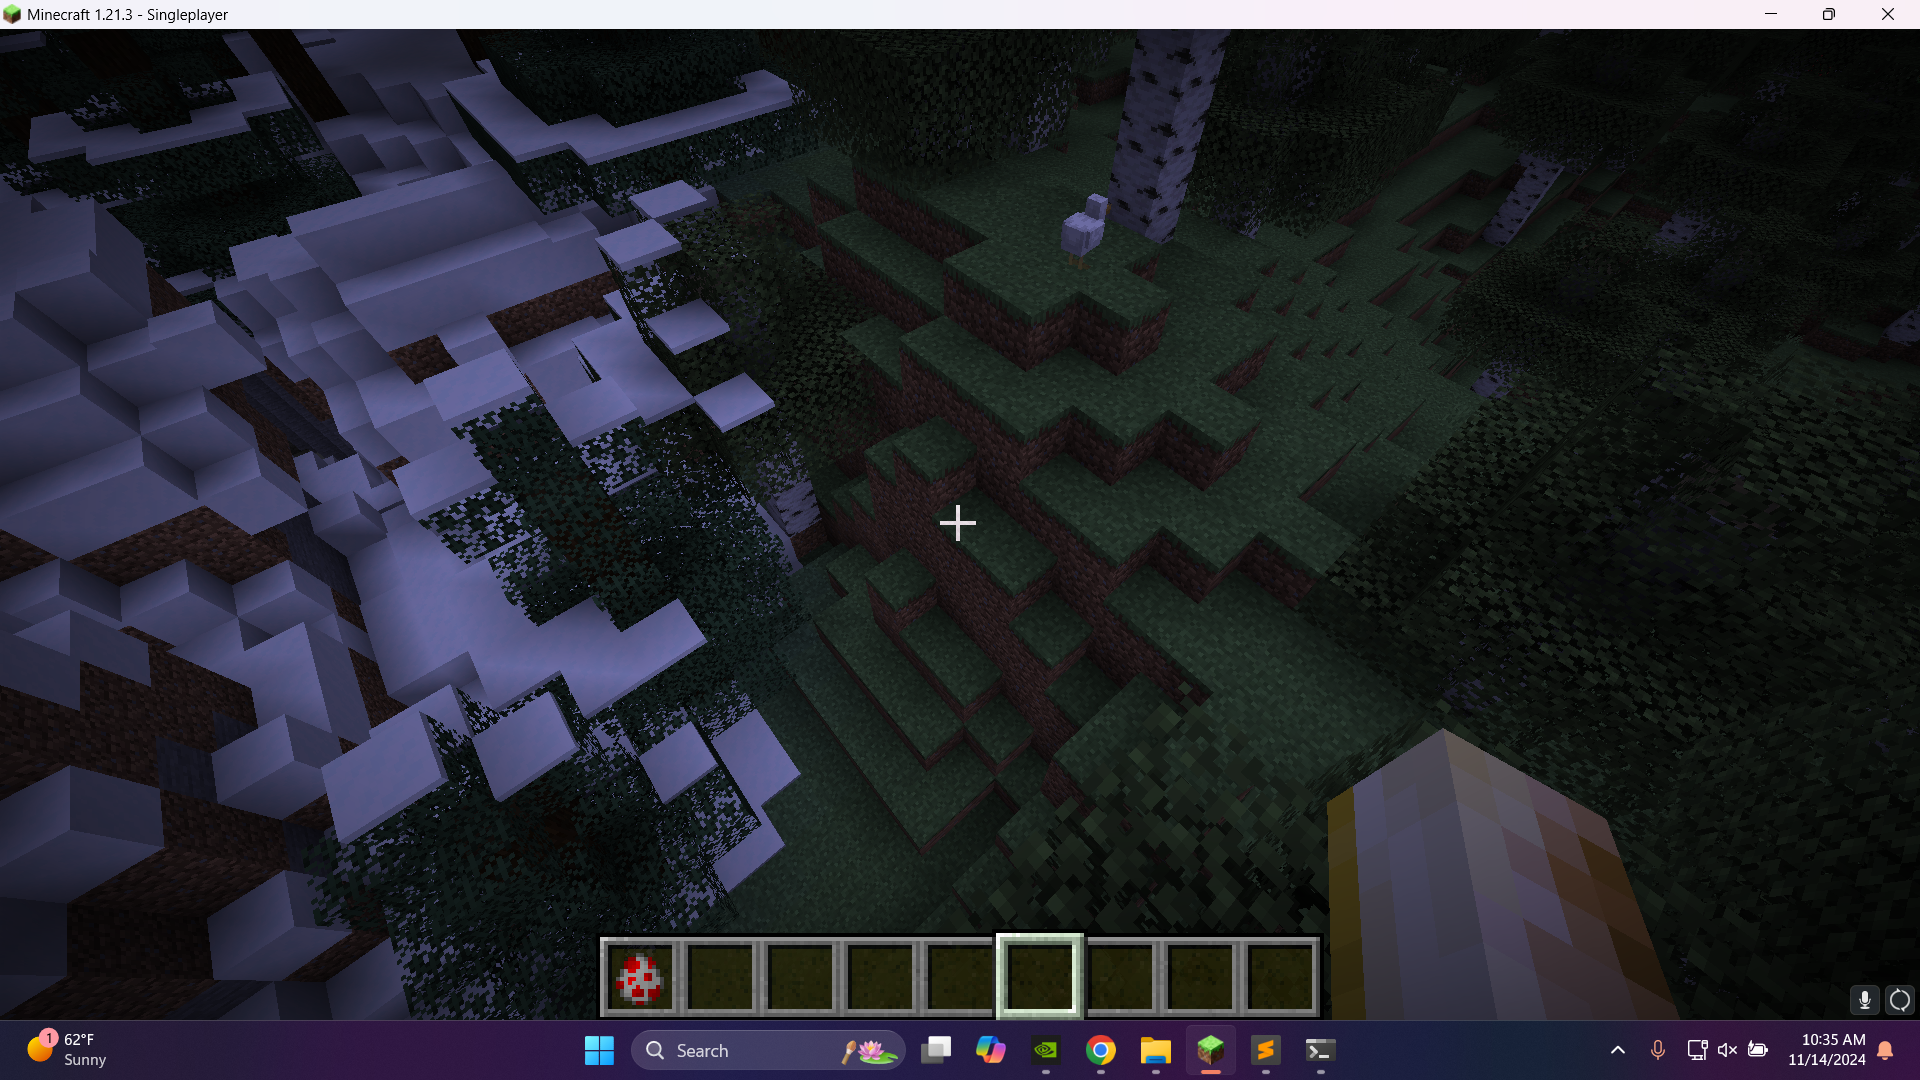 Minecraft 1.21.3 - Singleplayer
1
62°F
Sunny
Search
10:35 AM
11/14/2024